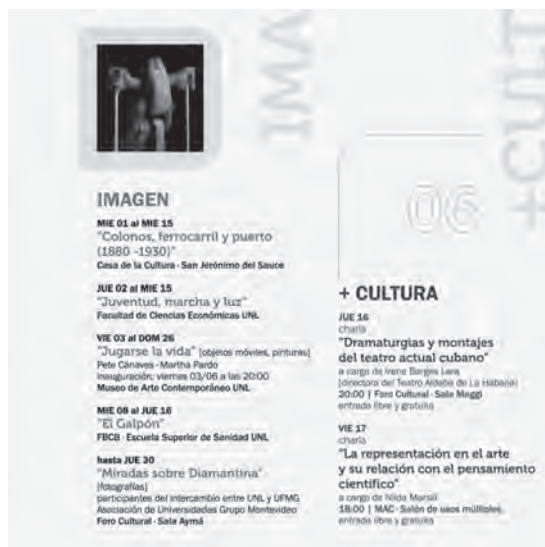 IMA
+CULT
06
IMAGEN
MIE 01 al MIE 15
"Colonos, ferrocarril y puerto
(1880 -1930)"
Casa de la Cultura · San Jerónimo del Sauce
JUE 02 al MIE 15
"Juventud, marcha y luz"
Facultad de Ciencias Económicas UNL
VIE 03 al DOM 26
"Jugarse la vida" [objetos móviles, pinturas]
Pete Cánaves · Martha Pardo
inauguración: viernes 03/06 a las 20:00
Museo de Arte Contemporáneo UNL
MIE 08 al JUE 16
"El Galpón"
FBCB · Escuela Superior de Sanidad UNL
hasta JUE 30
"Miradas sobre Diamantina"
[fotografías]
participantes del intercambio entre UNL y UFMG
Asociación de Universidades Grupo Montevideo
Foro Cultural · Sala Aymá
+ CULTURA
JUE 16
charla
"Dramaturgias y montajes
del teatro actual cubano"
a cargo de Irene Borges Lara
[directora del Teatro Aldaba de La Habana]
20:00 | Foro Cultural · Sala Maggi
entrada libre y gratuita
VIE 17
charla
"La representación en el arte
y su relación con el pensamiento
científico"
a cargo de Nilda Marsili
18:00 | MAC · Salón de usos múltiples
entrada libre y gratuita